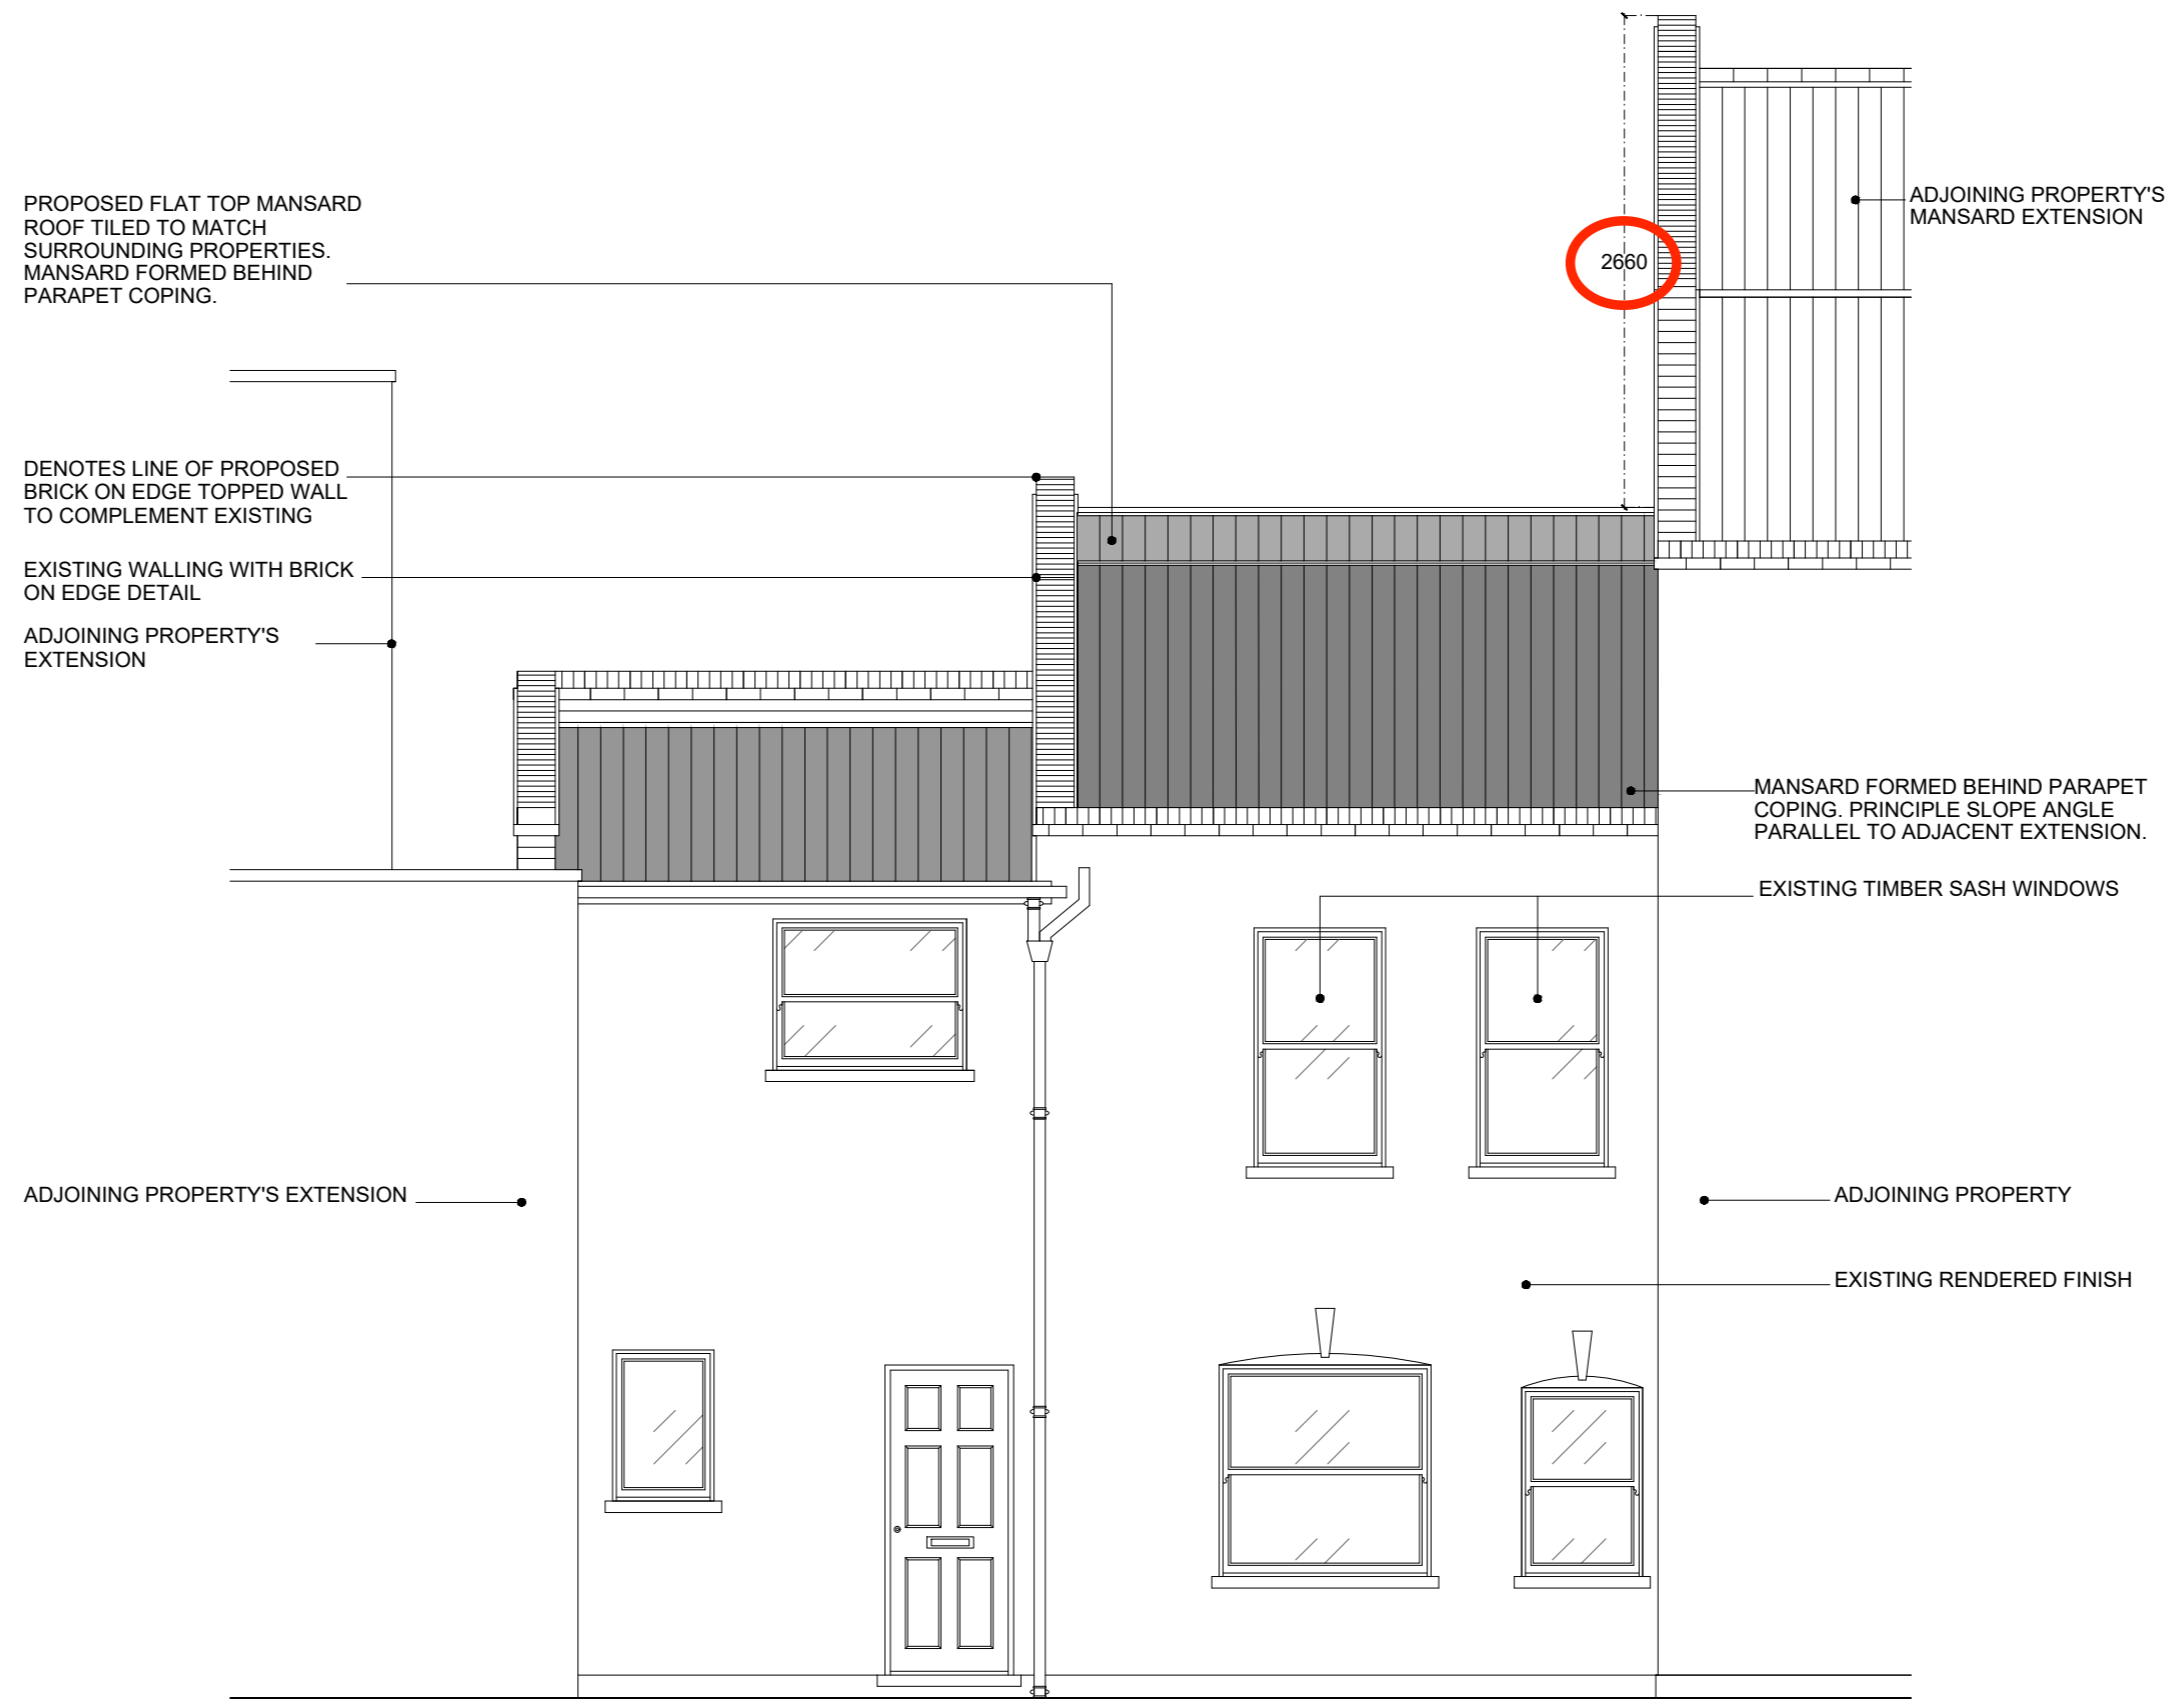 PROPOSED FLAT TOP MANSARD
ROOF TILED TO MATCH
SURROUNDING PROPERTIES.
MANSARD FORMED BEHIND
PARAPET COPING.
DENOTES LINE OF PROPOSED
BRICK ON EDGE TOPPED WALL
TO COMPLEMENT EXISTING
EXISTING WALLING WITH BRICK
ON EDGE DETAIL
ADJOINING PROPERTY'S
EXTENSION
ADJOINING PROPERTY'S EXTENSION
2660
ADJOINING PROPERTY'S
MANSARD EXTENSION
MANSARD FORMED BEHIND PARAPET
COPING. PRINCIPLE SLOPE ANGLE
PARALLEL TO ADJACENT EXTENSION.
EXISTING TIMBER SASH WINDOWS
ADJOINING PROPERTY
EXISTING RENDERED FINISH